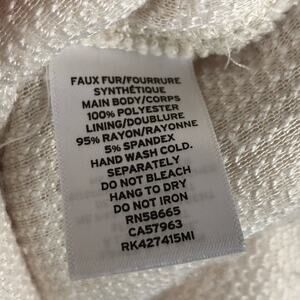 FAUX FUR/FOURRURE
SYNTHÉTIQUE
MAIN BODY/CORPS
100% POLYESTER
LINING/DOUBLURE
95% RAYON/RAYONNE
5% SPANDEX
HAND WASH COLD.
SEPARATELY
DO NOT BLEACH
HANG TO DRY
DO NOT IRON
RN58665
CA57963
RK427415MI